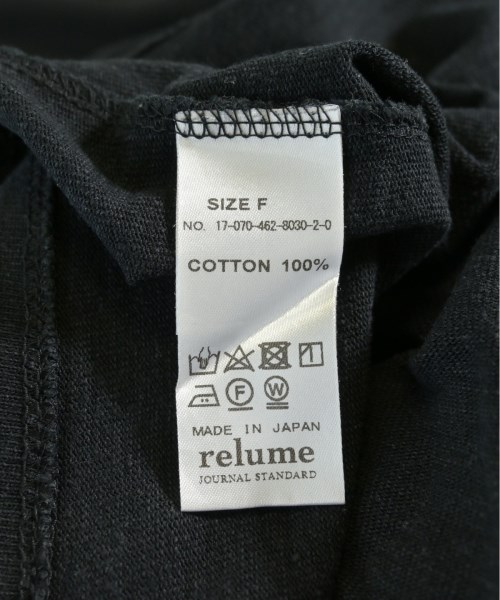 SIZE F
NO. 17-070-462-8030-2-0
COTTON 100%
F W
MADE IN JAPAN
relume
JOURNAL STANDARD